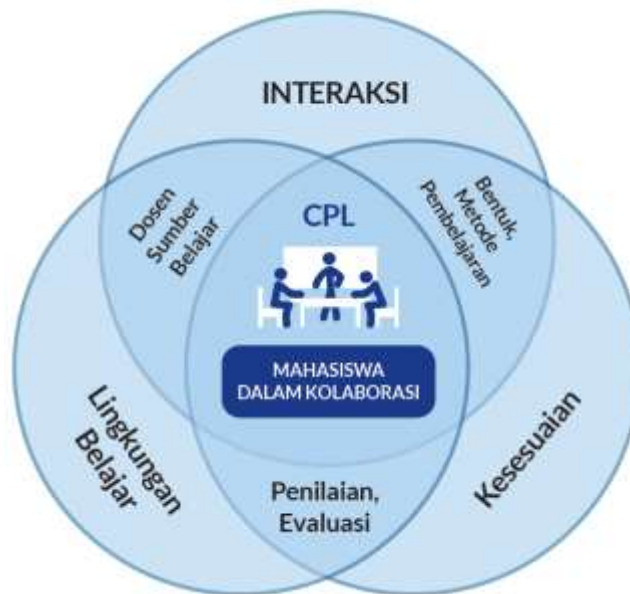 INTERAKSI
Dosen
Sumber
Belajar
CPL
Bentuk,
Metode
Pembelajaran
MAHASISWA
DALAM KOLABORASI
Lingkungan
Belajar
Kesesuaian
Penilaian,
Evaluasi